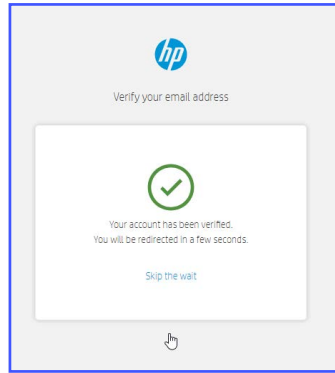 hp
Verify your email address
Your account has been verified.
You will be redirected in a few seconds.
Skip the wait